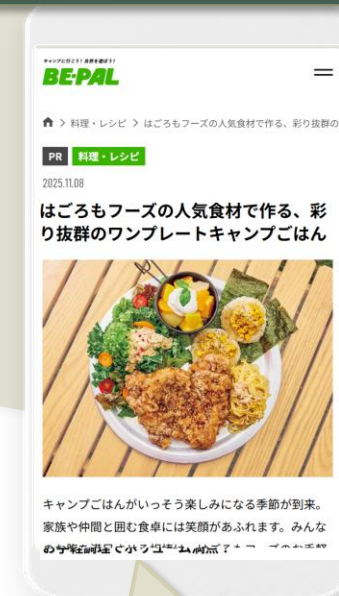 キャンプに行こう! 自然を遊ぼう!
BE-PAL
料理・レシピ > はごろもフーズの人気食材で作る、彩り抜群の
PR 料理・レシピ
2025.11.08
はごろもフーズの人気食材で作る、彩
り抜群のワンプレートキャンプごはん
キャンプごはんがいっそう楽しみになる季節が到来。
家族や仲間と囲む食卓には笑顔があふれます。みんな